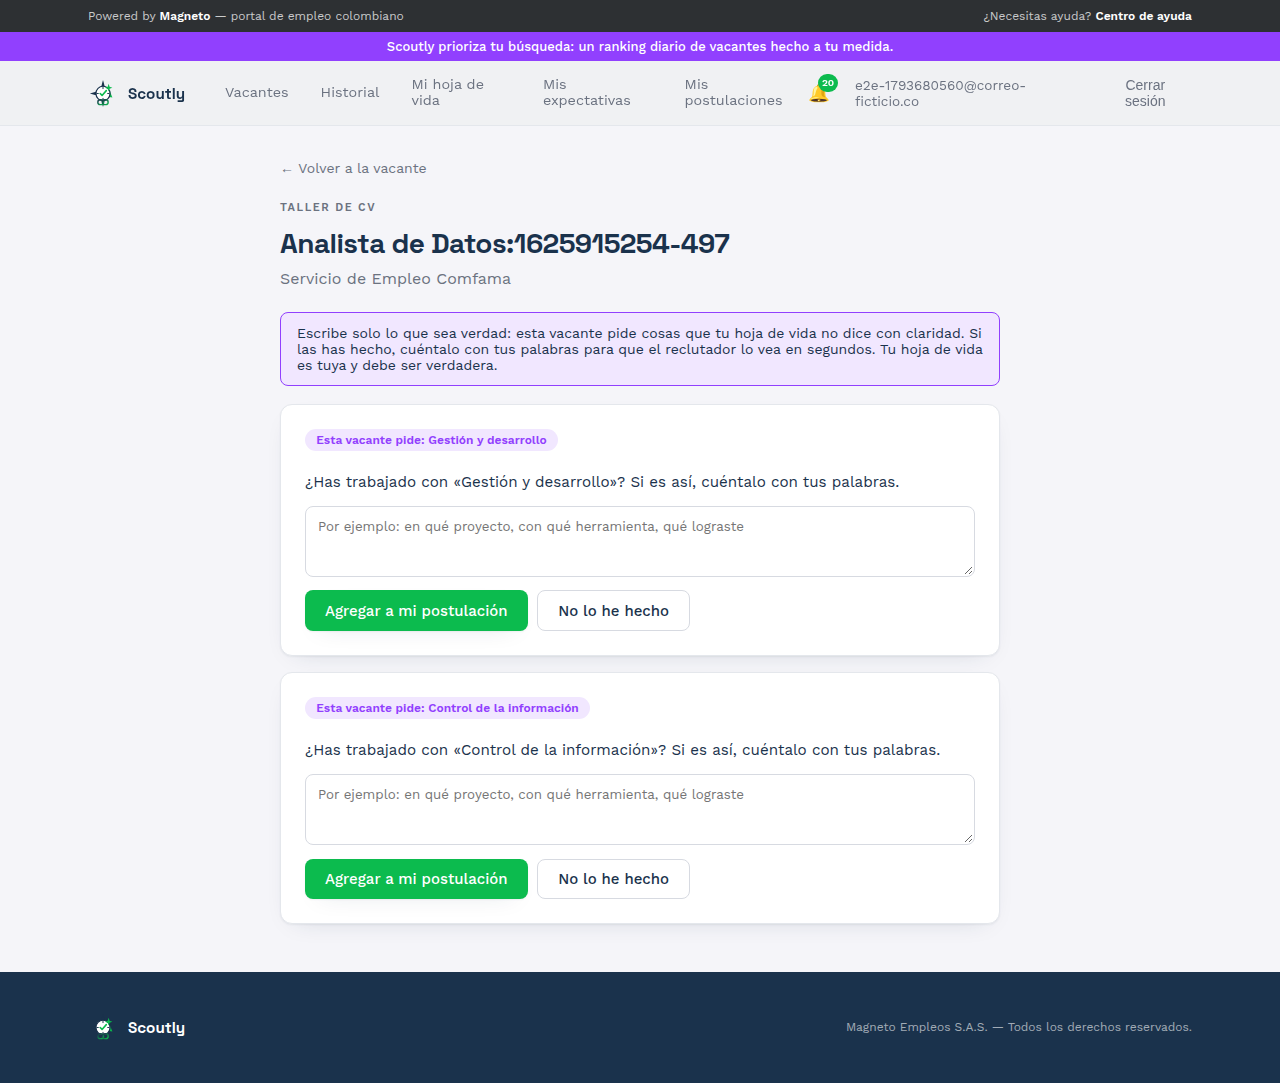 Powered by Magneto — portal de empleo colombiano
¿Necesitas ayuda? Centro de ayuda
Scoutly prioriza tu búsqueda: un ranking diario de vacantes hecho a tu medida.
Scoutly
Vacantes
Historial
Mi hoja de
vida
Mis
expectativas
Mis
postulaciones
20
e2e-1793680560@correo-
ficticio.co
Cerrar
sesión
← Volver a la vacante
TALLER DE CV
Analista de Datos:1625915254-497
Servicio de Empleo Comfama
Escribe solo lo que sea verdad: esta vacante pide cosas que tu hoja de vida no dice con claridad. Si
las has hecho, cuéntalo con tus palabras para que el reclutador lo vea en segundos. Tu hoja de vida
es tuya y debe ser verdadera.
Esta vacante pide: Gestión y desarrollo
¿Has trabajado con «Gestión y desarrollo»? Si es así, cuéntalo con tus palabras.
Por ejemplo: en qué proyecto, con qué herramienta, qué lograste
Agregar a mi postulación
No lo he hecho
Esta vacante pide: Control de la información
¿Has trabajado con «Control de la información»? Si es así, cuéntalo con tus palabras.
Por ejemplo: en qué proyecto, con qué herramienta, qué lograste
Agregar a mi postulación
No lo he hecho
Scoutly
Magneto Empleos S.A.S. — Todos los derechos reservados.